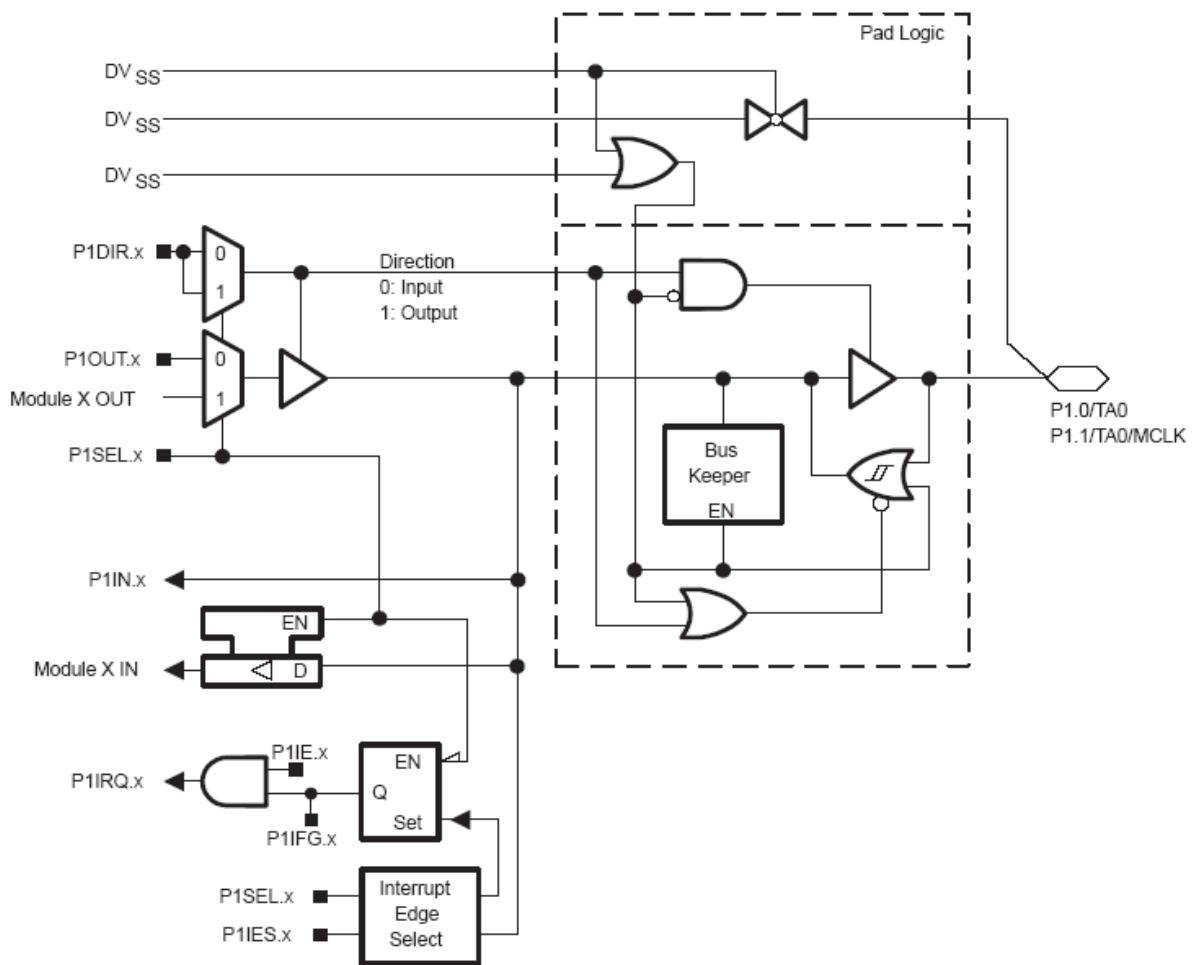 Pad Logic
DVSS
DVSS
DVSS
P1DIR.x
0
1
Direction
0: Input
1: Output
P1OUT.x
0
Module X OUT
1
P1SEL.x
Bus
Keeper
EN
P1.0/TA0
P1.1/TA0/MCLK
P1IN.x
EN
Module X IN
D
P1IE.x
EN
P1IRQ.x
Q
Set
P1IFG.x
P1SEL.x
P1IES.x
Interrupt
Edge
Select